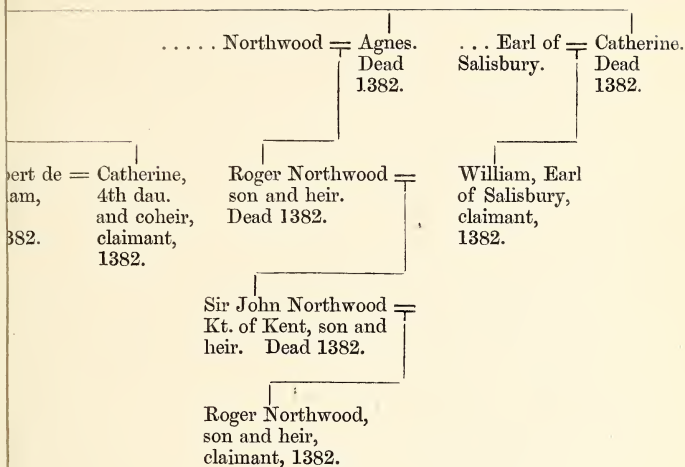 ..... Northwood = Agnes.
Dead
1382.
... Earl of = Catherine.
Salisbury.
Dead
1382.
ert de = Catherine,
am,
382.
4th dau.
and coheir,
claimant,
1382.
Roger Northwood =
son and heir.
Dead 1382.
William, Earl
of Salisbury,
claimant,
1382.
Sir John Northwood =
Kt. of Kent, son and
heir. Dead 1382.
Roger Northwood,
son and heir,
claimant, 1382.